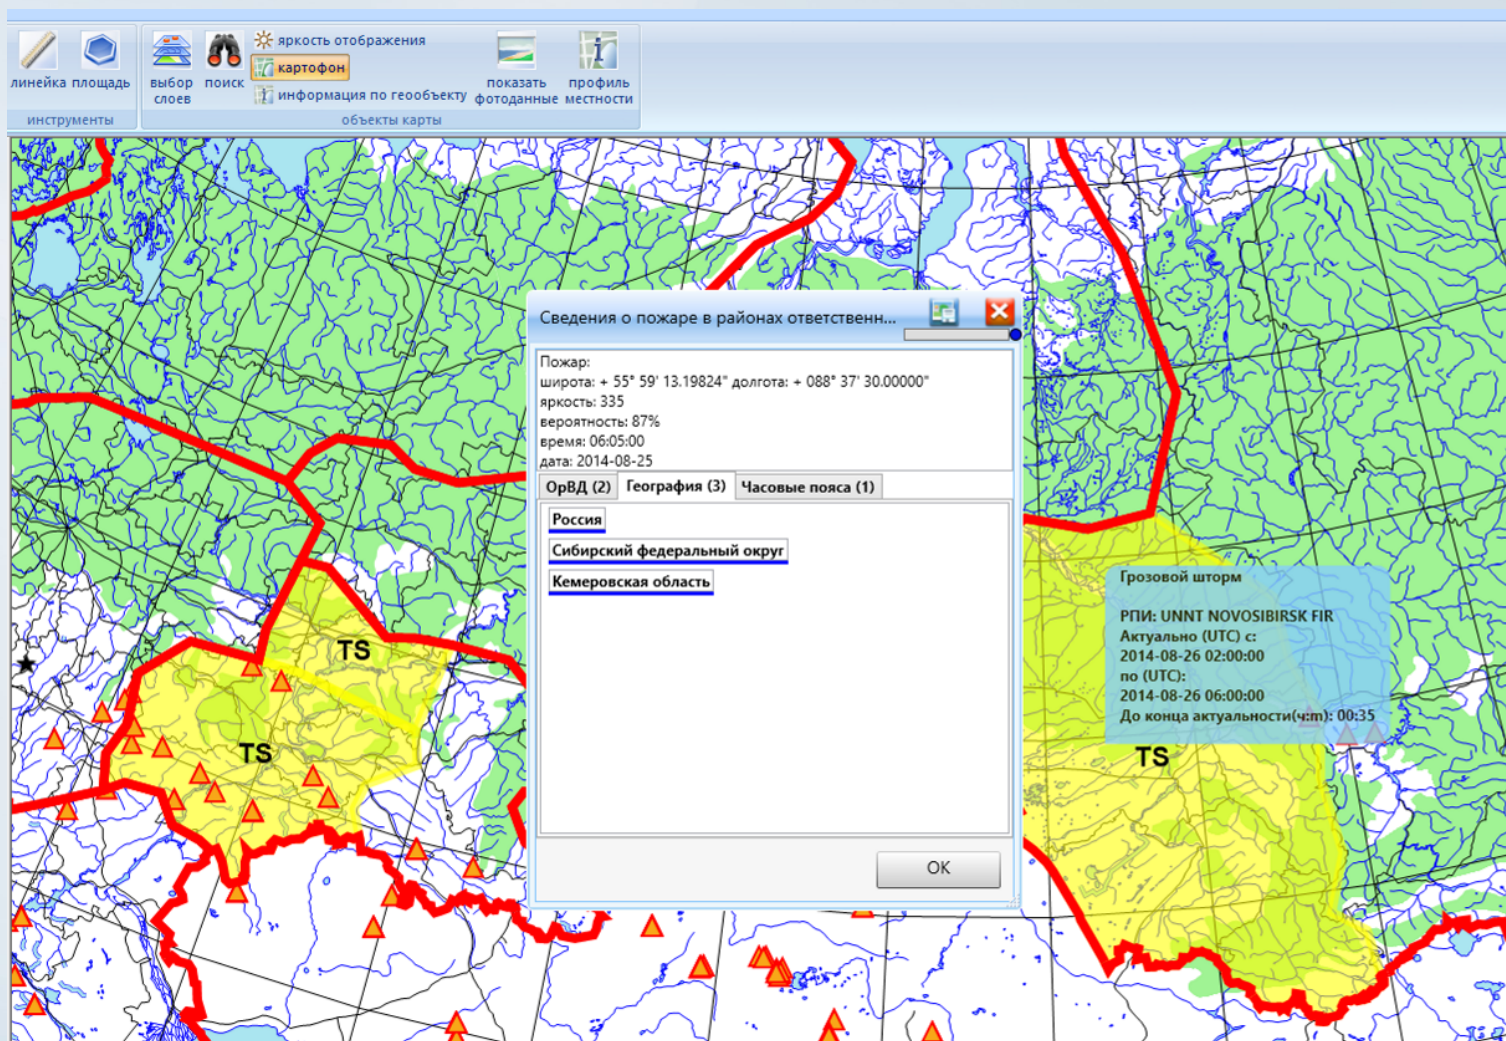 яркость отображения
картофон
информация по геообъекту
линейка
площадь
выбор
слоев
поиск
показать
фотоданные
профиль
местности
инструменты
объекты карты
Сведения о пожаре в районах ответственн...
Пожар:
широта: + 55° 59' 13.19824" долгота: + 088° 37' 30.00000"
яркость: 335
вероятность: 87%
время: 06:05:00
дата: 2014-08-25
ОрВД (2)
География (3)
Часовые пояса (1)
Россия
Сибирский федеральный округ
Кемеровская область
OK
TS
TS
Грозовой шторм
РПИ: UNNT NOVOSIBIRSK FIR
Актуально (UTC) с:
2014-08-26 02:00:00
по (UTC):
2014-08-26 06:00:00
До конца актуальности(ч:m): 00:35
TS